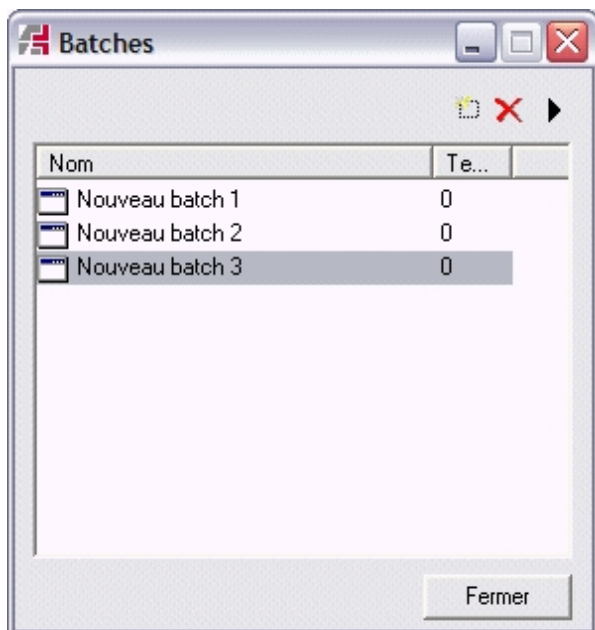 Batches
Nom Te...
Nouveau batch 1 0
Nouveau batch 2 0
Nouveau batch 3 0
Fermer